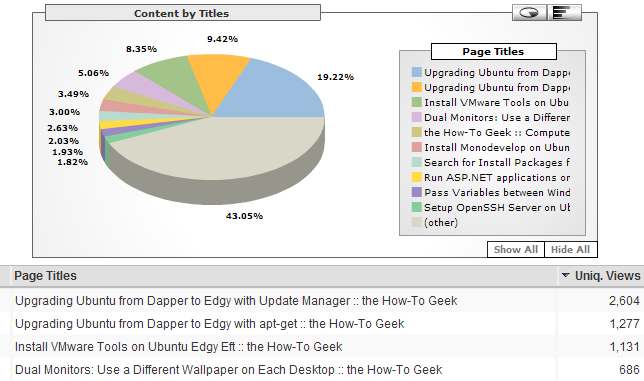 Content by Titles
9.42%
8.35%
19.22%
5.06%
3.49%
3.00%
2.63%
2.03%
1.93%
1.82%
43.05%
Page Titles
Upgrading Ubuntu from Dappe
Upgrading Ubuntu from Dappe
Install VMware Tools on Ubu
Dual Monitors: Use a Differen
the How-To Geek :: Compute
Install Monodevelop on Ubun
Search for Install Packages f
Run ASP.NET applications on
Pass Variables between Wind
Setup OpenSSH Server on Ub
(other)
Show All Hide All
Page Titles Uniq. Views
Upgrading Ubuntu from Dapper to Edgy with Update Manager :: the How-To Geek 2,604
Upgrading Ubuntu from Dapper to Edgy with apt-get :: the How-To Geek 1,277
Install VMware Tools on Ubuntu Edgy Eft :: the How-To Geek 1,131
Dual Monitors: Use a Different Wallpaper on Each Desktop :: the How-To Geek 686